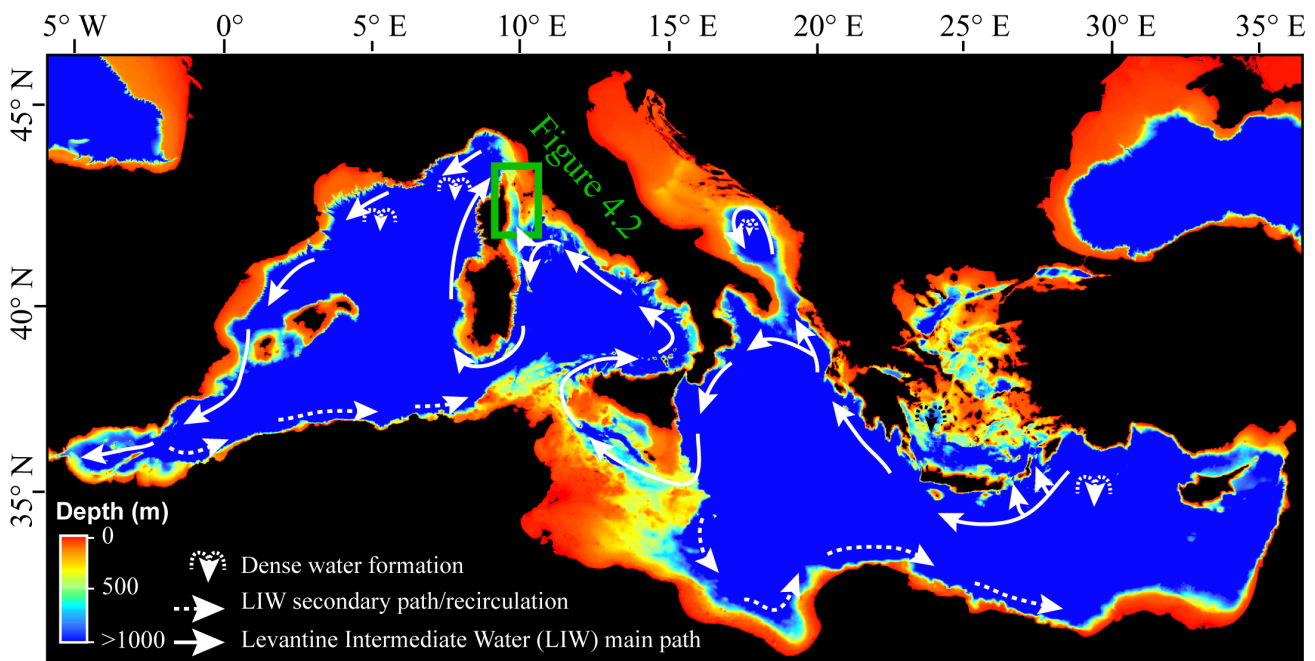 5° W 0° 5° E 10° E 15° E 20° E 25° E 30° E 35° E
45° N
40° N
35° N
Figure 4.2
Depth (m)
0
500
>1000
Dense water formation
LIW secondary path/recirculation
Levantine Intermediate Water (LIW) main path